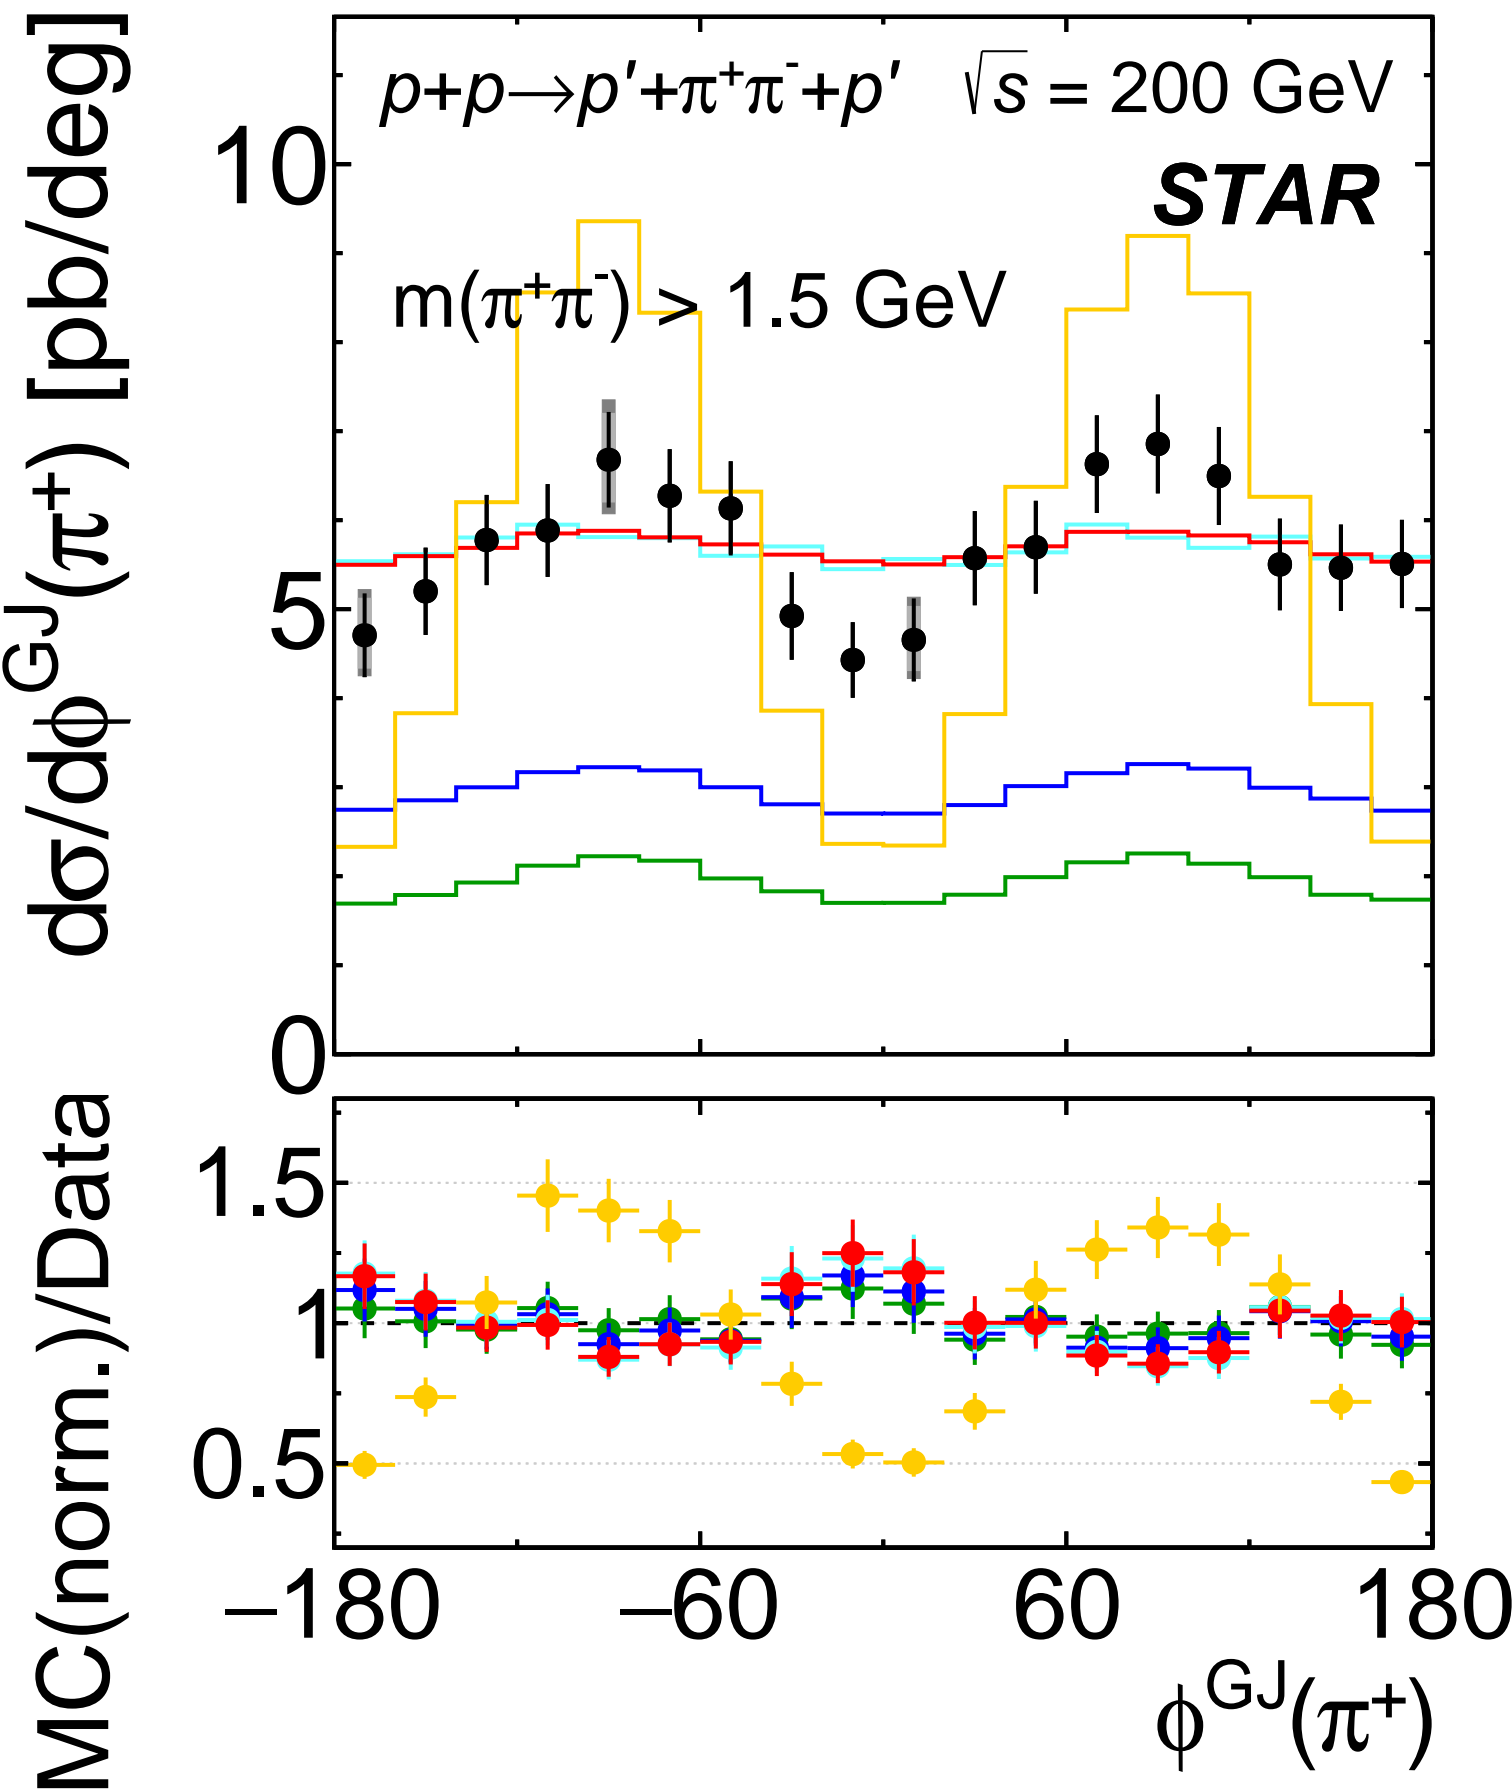 p+p→p′+π⁺π⁻+p′ √s = 200 GeV
STAR
m(π⁺π⁻) > 1.5 GeV
dσ/dϕ^GJ(π⁺) [pb/deg]
10
5
0
MC(norm.)/Data
1.5
1
0.5
−180 −60 60 180
ϕ^GJ(π⁺)